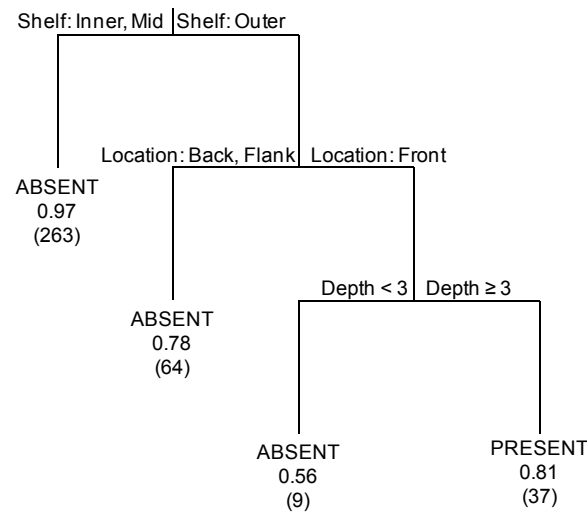 Shelf: Inner, Mid Shelf: Outer
Location: Back, Flank Location: Front
ABSENT
0.97
(263)
Depth < 3 Depth ≥ 3
ABSENT
0.78
(64)
ABSENT
0.56
(9)
PRESENT
0.81
(37)